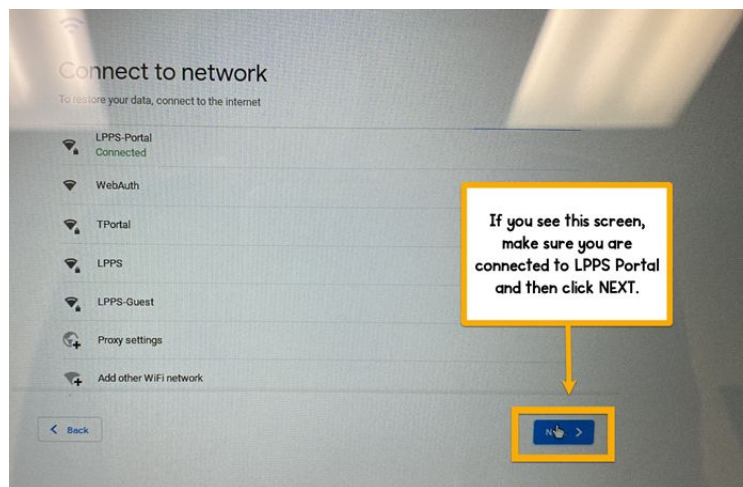 Connect to network
To restore your data, connect to the internet
LPPS-Portal
Connected
WebAuth
TPortal
LPPS
LPPS-Guest
Proxy settings
Add other WiFi network
If you see this screen,
make sure you are
connected to LPPS Portal
and then click NEXT.
Back